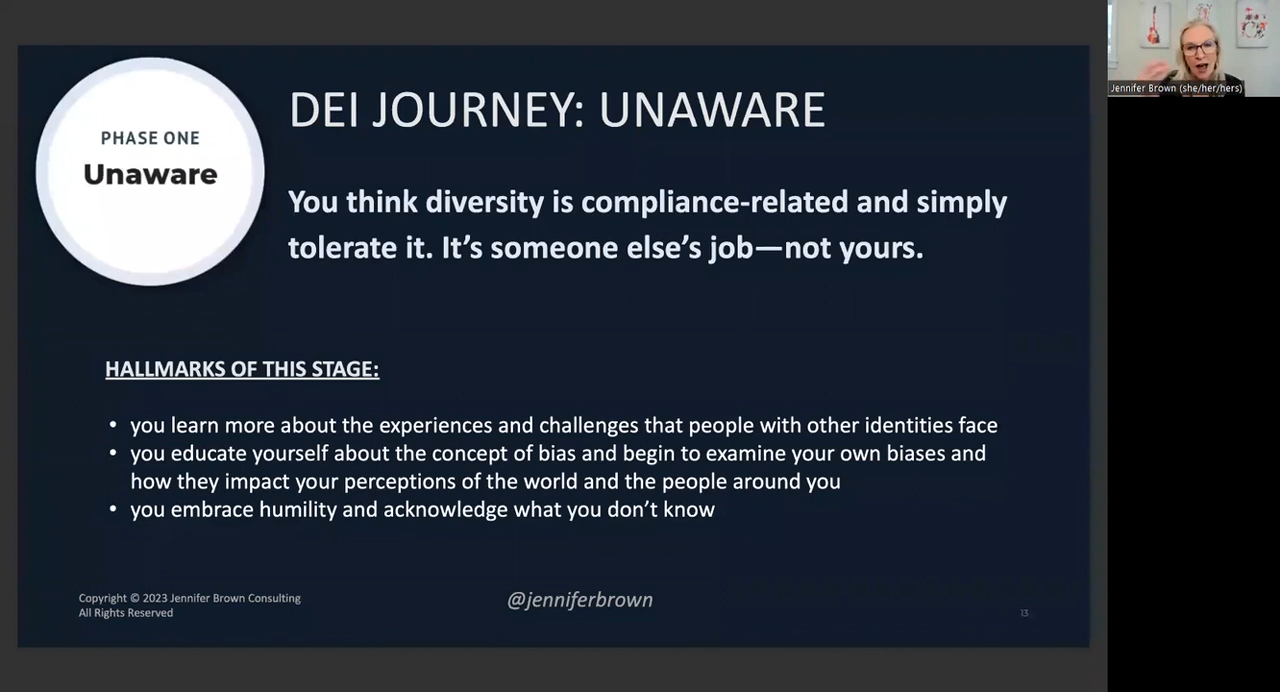 PHASE ONE
Unaware
DEI JOURNEY: UNAWARE
You think diversity is compliance-related and simply
tolerate it. It’s someone else’s job—not yours.
HALLMARKS OF THIS STAGE:
• you learn more about the experiences and challenges that people with other identities face
• you educate yourself about the concept of bias and begin to examine your own biases and
how they impact your perceptions of the world and the people around you
• you embrace humility and acknowledge what you don’t know
Copyright © 2023 Jennifer Brown Consulting
All Rights Reserved
@jenniferbrown
13
Jennifer Brown (she/her/hers)